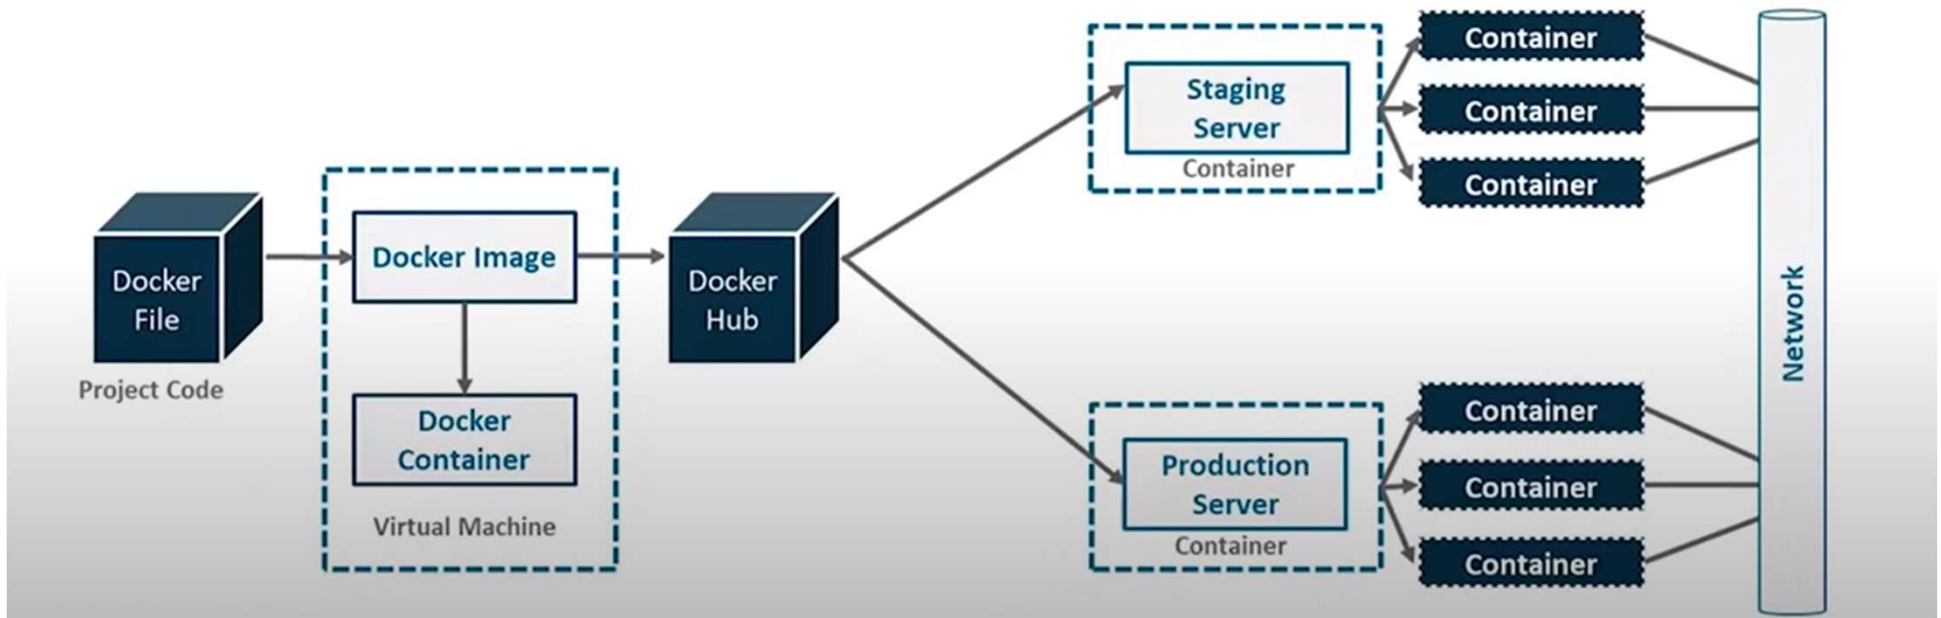 Docker
File
Project Code
Docker Image
Docker
Container
Virtual Machine
Docker
Hub
Staging
Server
Container
Container
Container
Container
Production
Server
Container
Container
Container
Container
Network